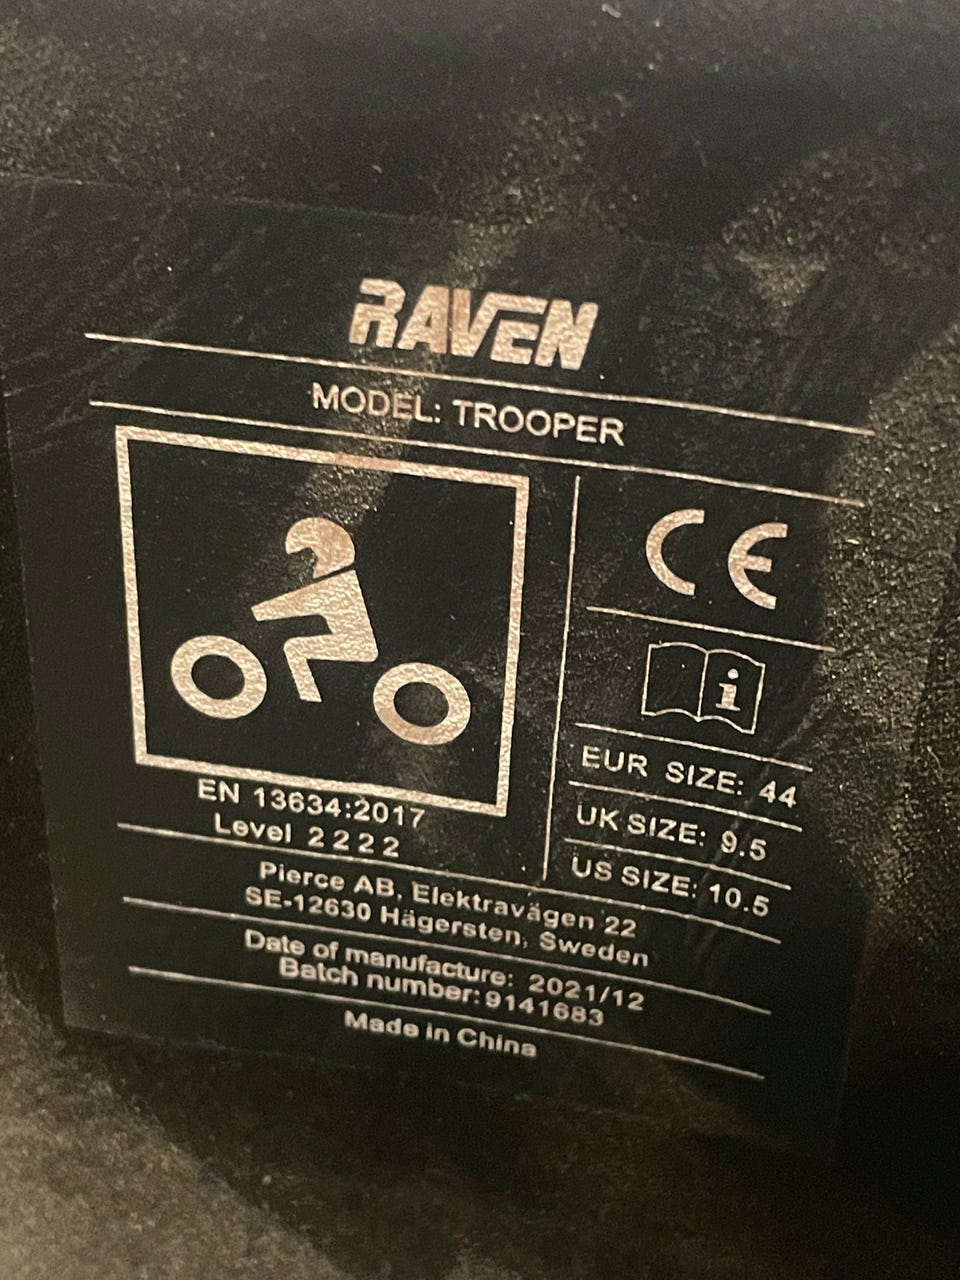 RAVEN
MODEL: TROOPER
CE
i
EN 13634:2017
Level 2 2 2 2
EUR SIZE: 44
UK SIZE: 9.5
US SIZE: 10.5
Pierce AB, Elektravägen 22
SE-12630 Hägersten, Sweden
Date of manufacture: 2021/12
Batch number: 9141683
Made in China